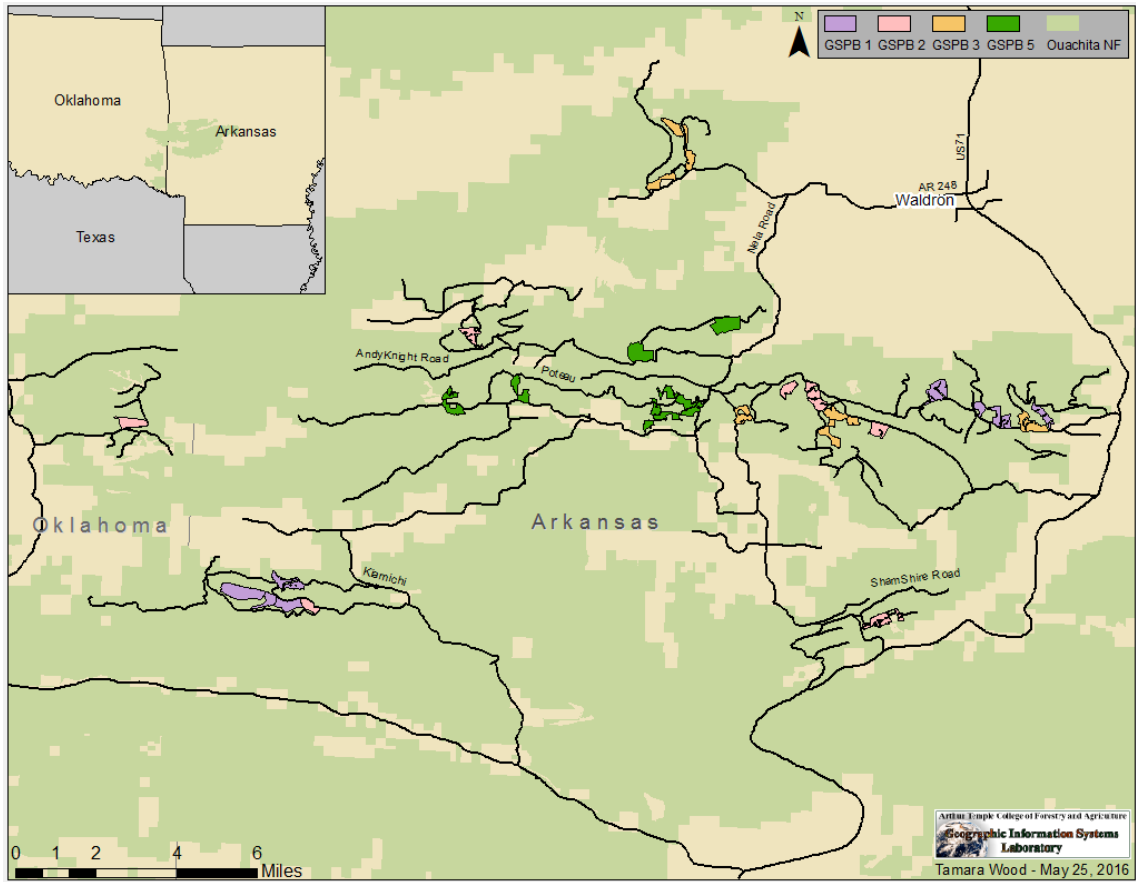 Oklahoma
Arkansas
Texas
N
GSPB 1 GSPB 2 GSPB 3 GSPB 5 Ouachita NF
US71
AR 248
Waldron
Nela Road
AndyKnight Road
Poteau
Oklahoma
Arkansas
Kiamichi
ShamShire Road
0 2 4 6
Miles
Arthur Temple College of Forestry and Agriculture
Geographic Information Systems
Laboratory
Tamara Wood - May 25, 2016